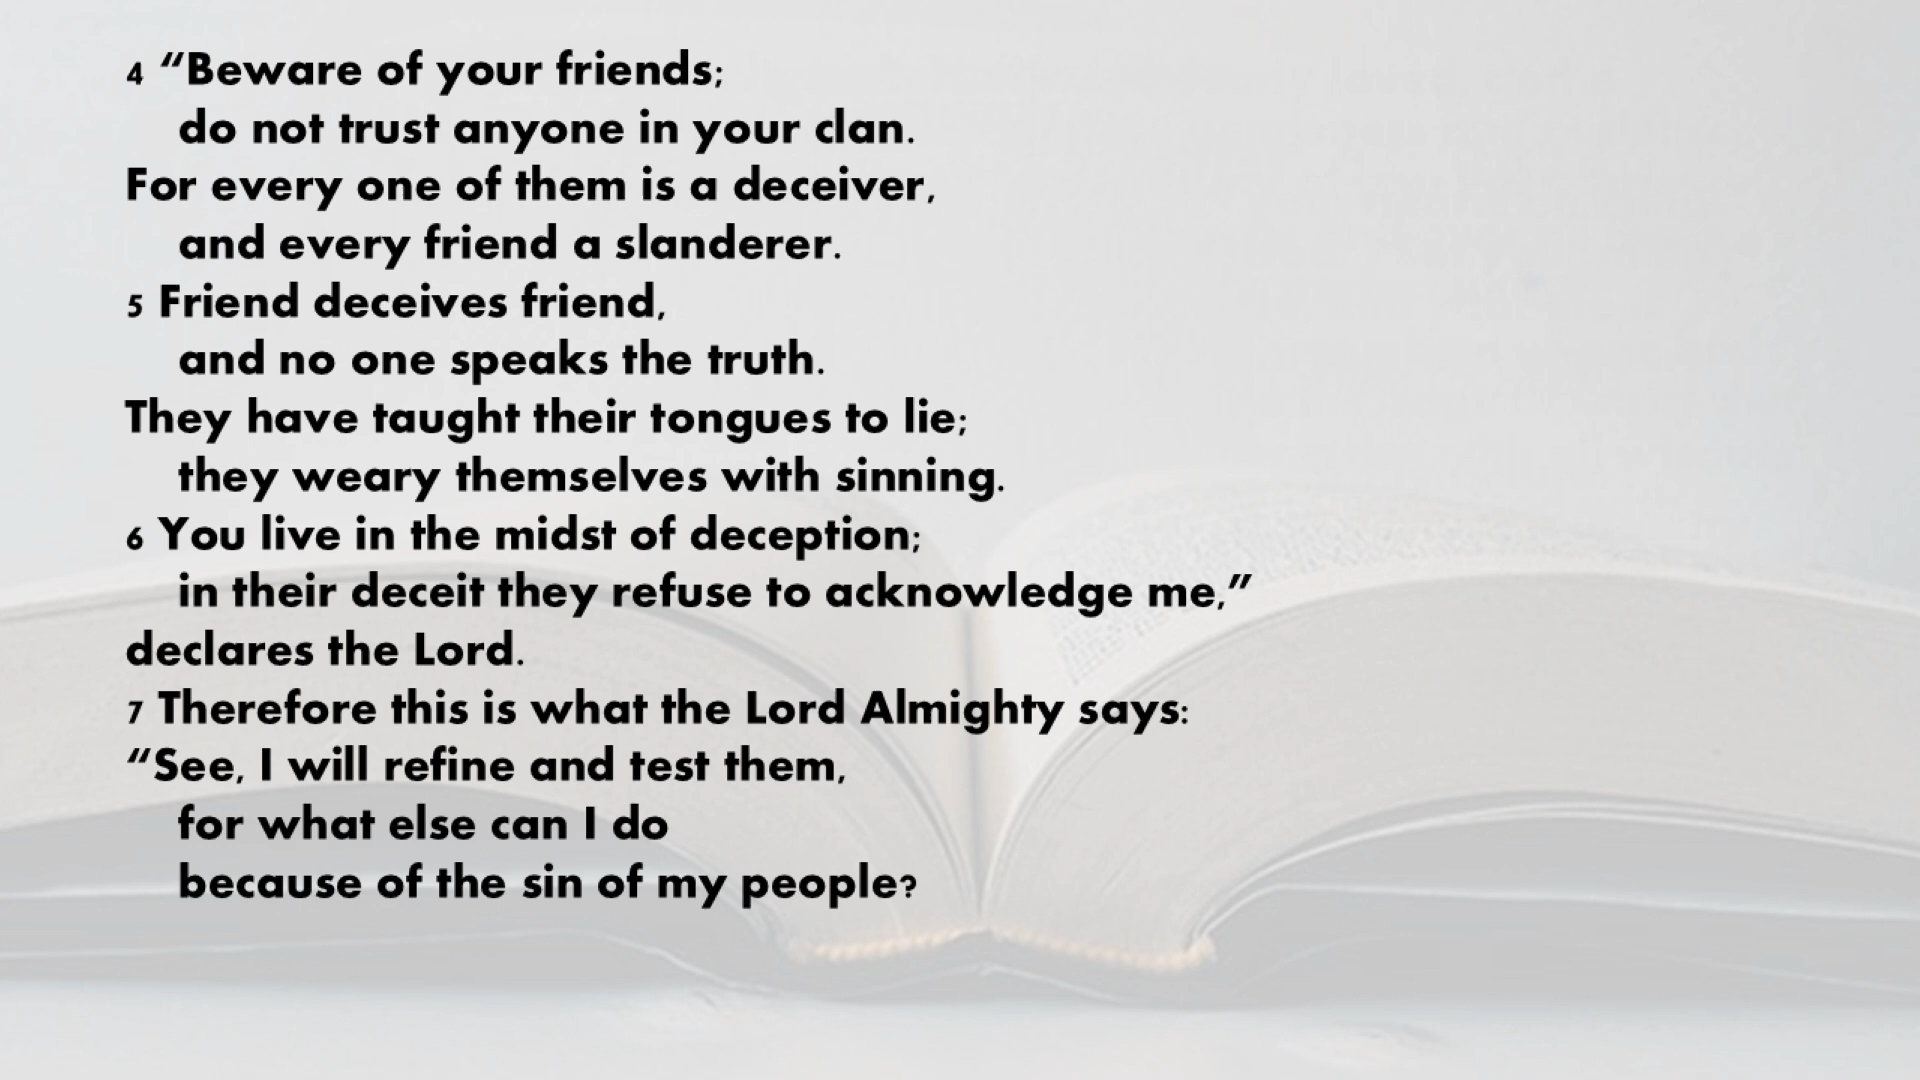 4 “Beware of your friends;
do not trust anyone in your clan.
For every one of them is a deceiver,
and every friend a slanderer.
5 Friend deceives friend,
and no one speaks the truth.
They have taught their tongues to lie;
they weary themselves with sinning.
6 You live in the midst of deception;
in their deceit they refuse to acknowledge me,”
declares the Lord.
7 Therefore this is what the Lord Almighty says:
“See, I will refine and test them,
for what else can I do
because of the sin of my people?